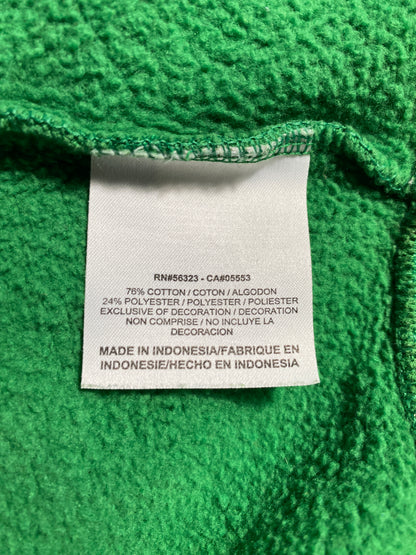 RN#56323 - CA#05553
76% COTTON / COTON / ALGODON
24% POLYESTER / POLYESTER / POLIESTER
EXCLUSIVE OF DECORATION / DECORATION
NON COMPRISE / NO INCLUYE LA
DECORACION
MADE IN INDONESIA/FABRIQUE EN
INDONESIE/HECHO EN INDONESIA